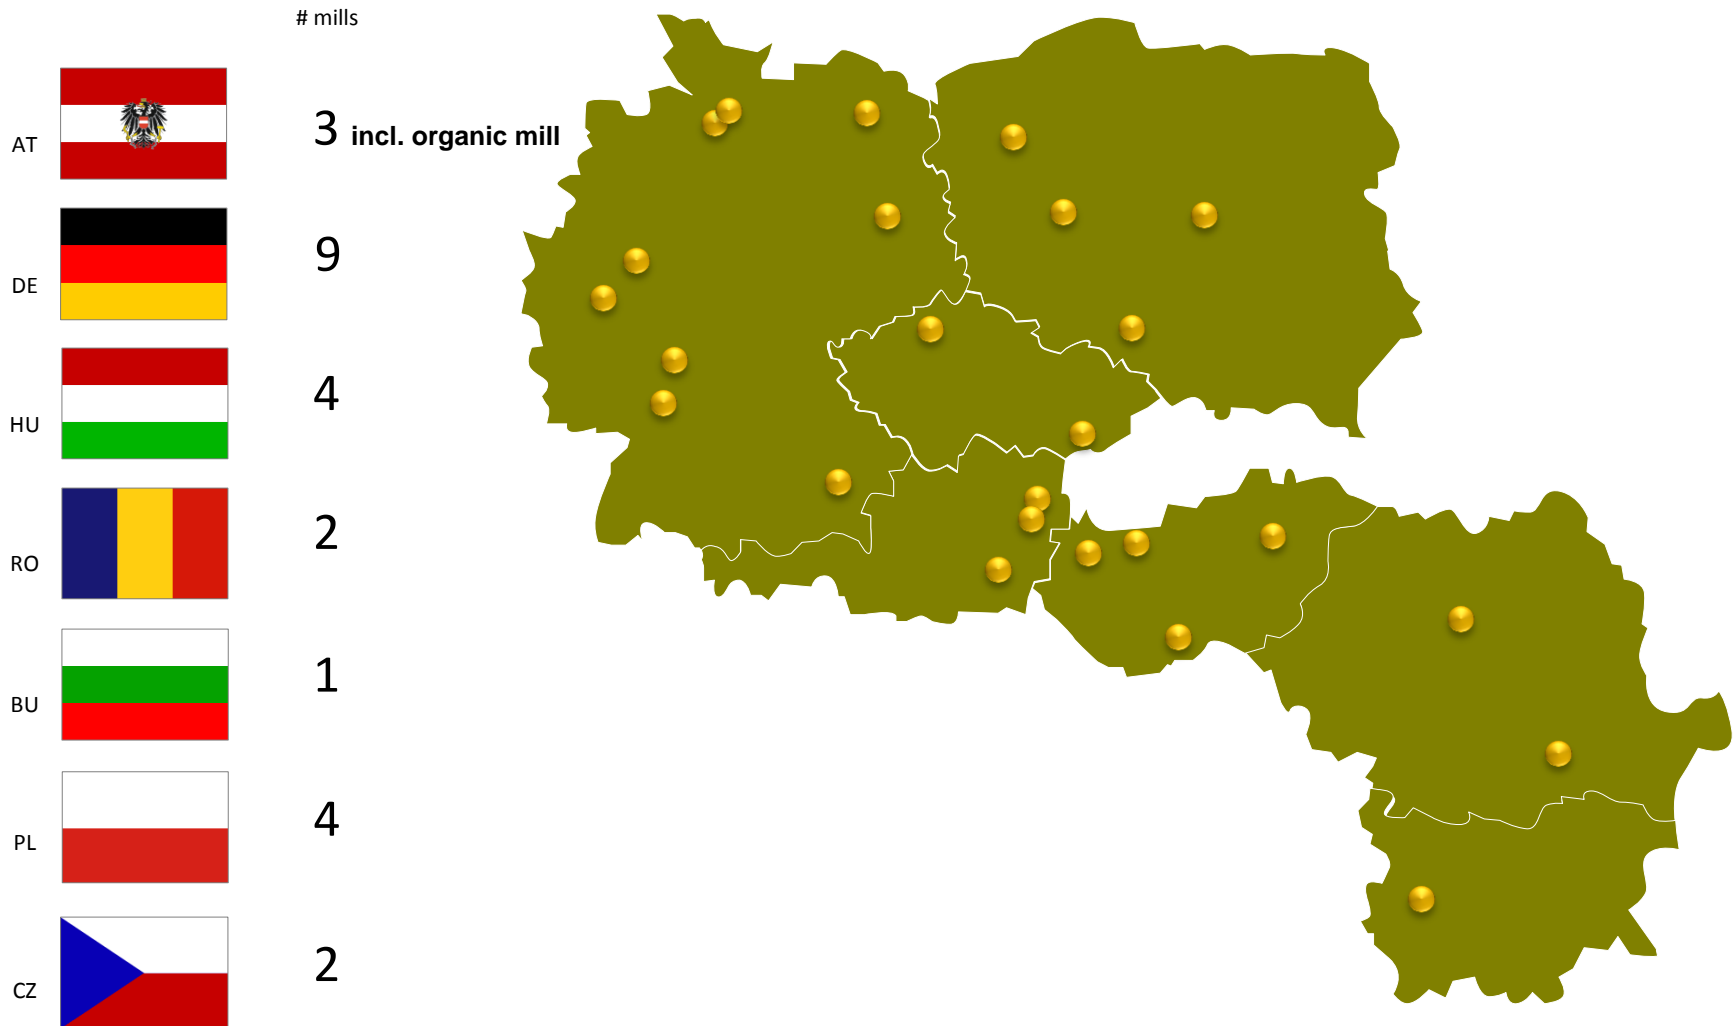 # mills
AT 3 incl. organic mill
DE 9
HU 4
RO 2
BU 1
PL 4
CZ 2